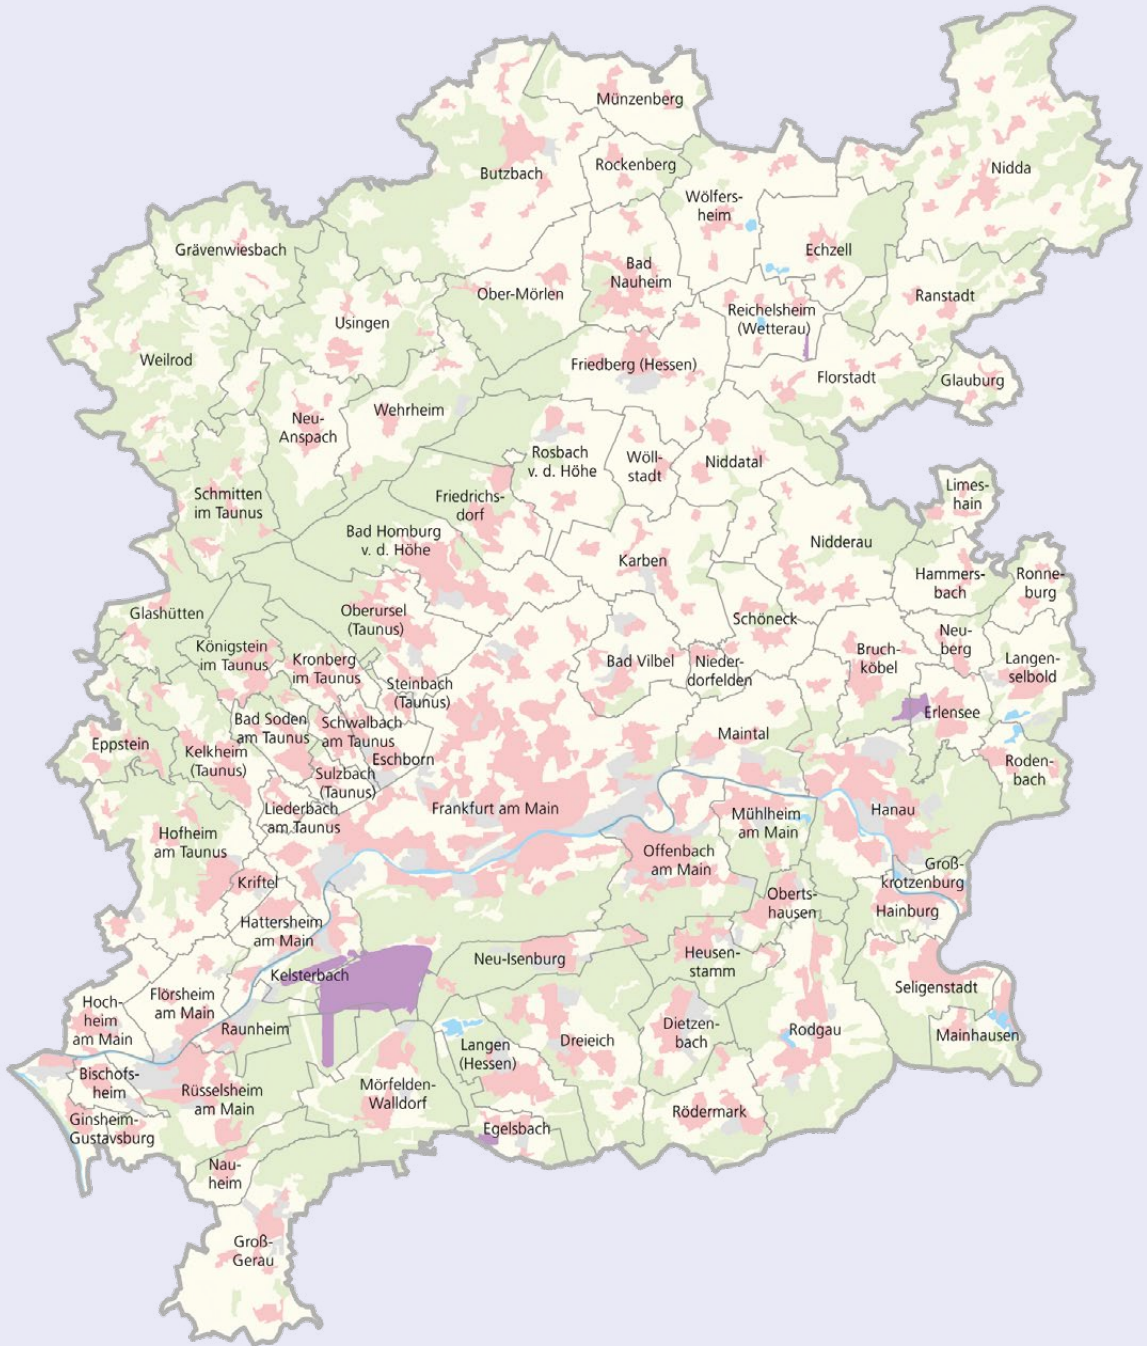 Münzenberg
Rockenberg
Butzbach
Nidda
Wölfers-
heim
Grävenwiesbach
Echzell
Bad
Nauheim
Ober-Mörlen
Ranstadt
Reichelsheim
(Wetterau)
Usingen
Weilrod
Friedberg (Hessen)
Florstadt
Glauburg
Wehrheim
Neu-
Anspach
Rosbach
v. d. Höhe
Wöll-
stadt
Niddatal
Limes-
hain
Schmitten
im Taunus
Friedrichs-
dorf
Bad Homburg
v. d. Höhe
Nidderau
Karben
Hammers-
bach
Ronne-
burg
Glashütten
Oberursel
(Taunus)
Schöneck
Königstein
im Taunus
Kronberg
im Taunus
Bad Vilbel
Nieder-
dorfelden
Bruch-
köbel
Neu-
berg
Langen-
selbold
Steinbach
(Taunus)
Bad Soden
am Taunus
Schwalbach
am Taunus
Erlensee
Eppstein
Kelkheim
(Taunus)
Eschborn
Maintal
Sulzbach
(Taunus)
Roden-
bach
Liederbach
am Taunus
Frankfurt am Main
Mühlheim
am Main
Hanau
Hofheim
am Taunus
Offenbach
am Main
Groß-
krotzenburg
Kriftel
Oberts-
hausen
Hainburg
Hattersheim
am Main
Neu-Isenburg
Heusen-
stamm
Kelsterbach
Seligenstadt
Hoch-
heim
am Main
Flörsheim
am Main
Raunheim
Langen
(Hessen)
Dreieich
Dietzen-
bach
Rodgau
Mainhausen
Bischofs-
heim
Rüsselsheim
am Main
Mörfelden-
Walldorf
Rödermark
Ginsheim-
Gustavsburg
Egelsbach
Nau-
heim
Groß-
Gerau